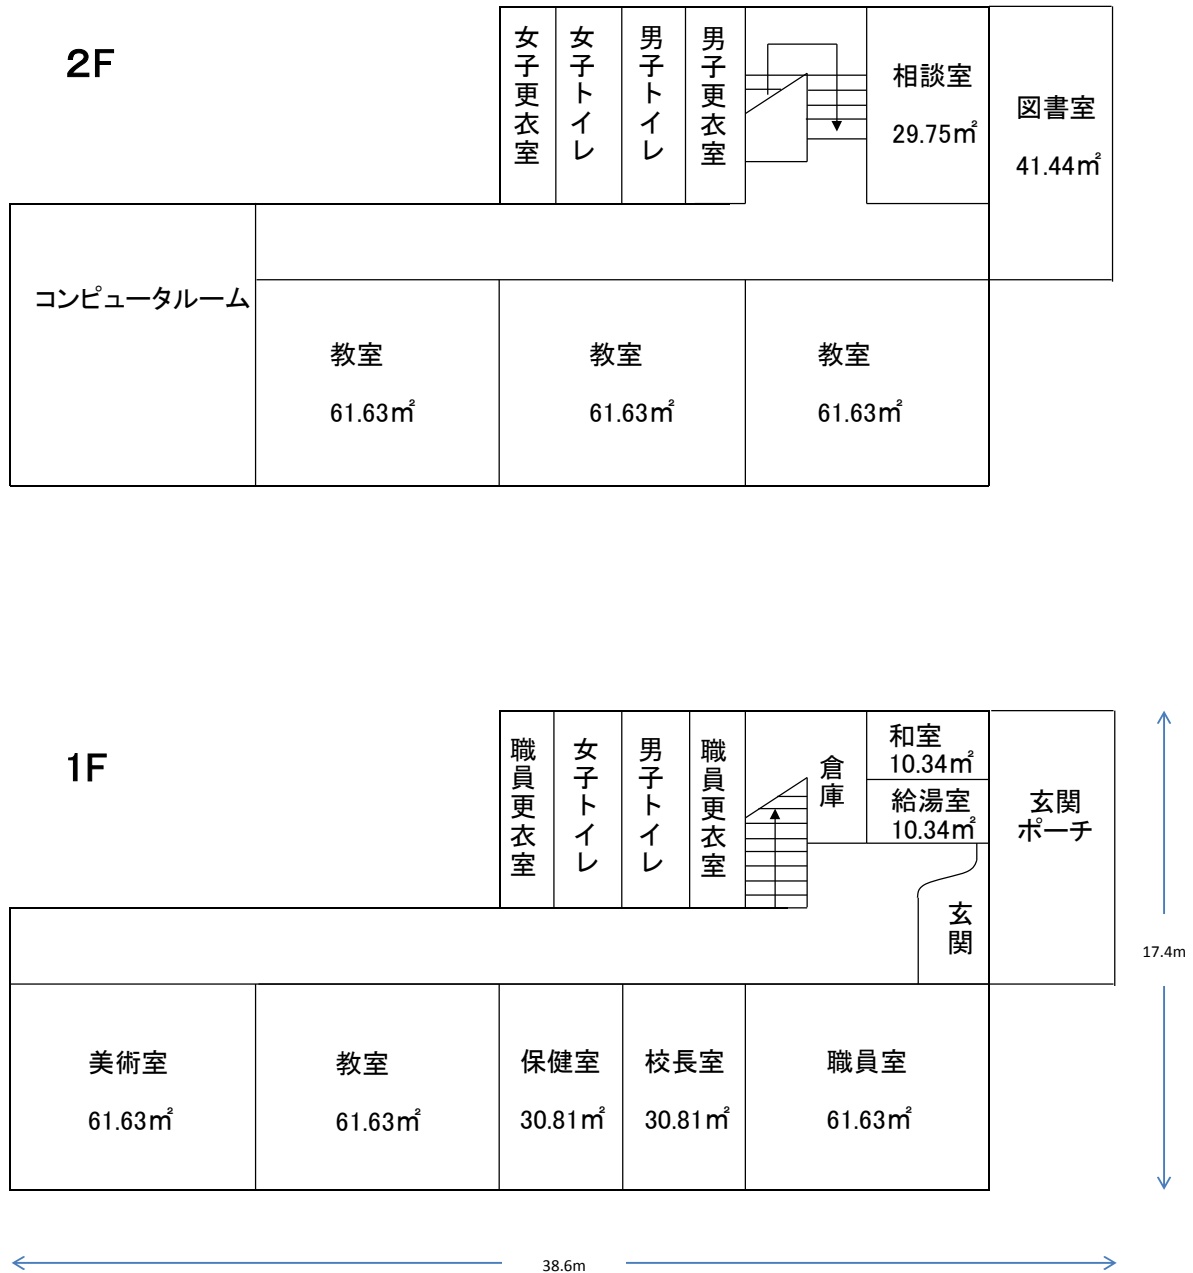 2F
女子更衣室
女子トイレ
男子トイレ
男子更衣室
相談室
29.75㎡
図書室
41.44㎡
コンピュータルーム
教室
61.63㎡
教室
61.63㎡
教室
61.63㎡
1F
職員更衣室
女子トイレ
男子トイレ
職員更衣室
倉庫
和室
10.34㎡
給湯室
10.34㎡
玄関
ポーチ
玄関
17.4m
美術室
61.63㎡
教室
61.63㎡
保健室
30.81㎡
校長室
30.81㎡
職員室
61.63㎡
38.6m